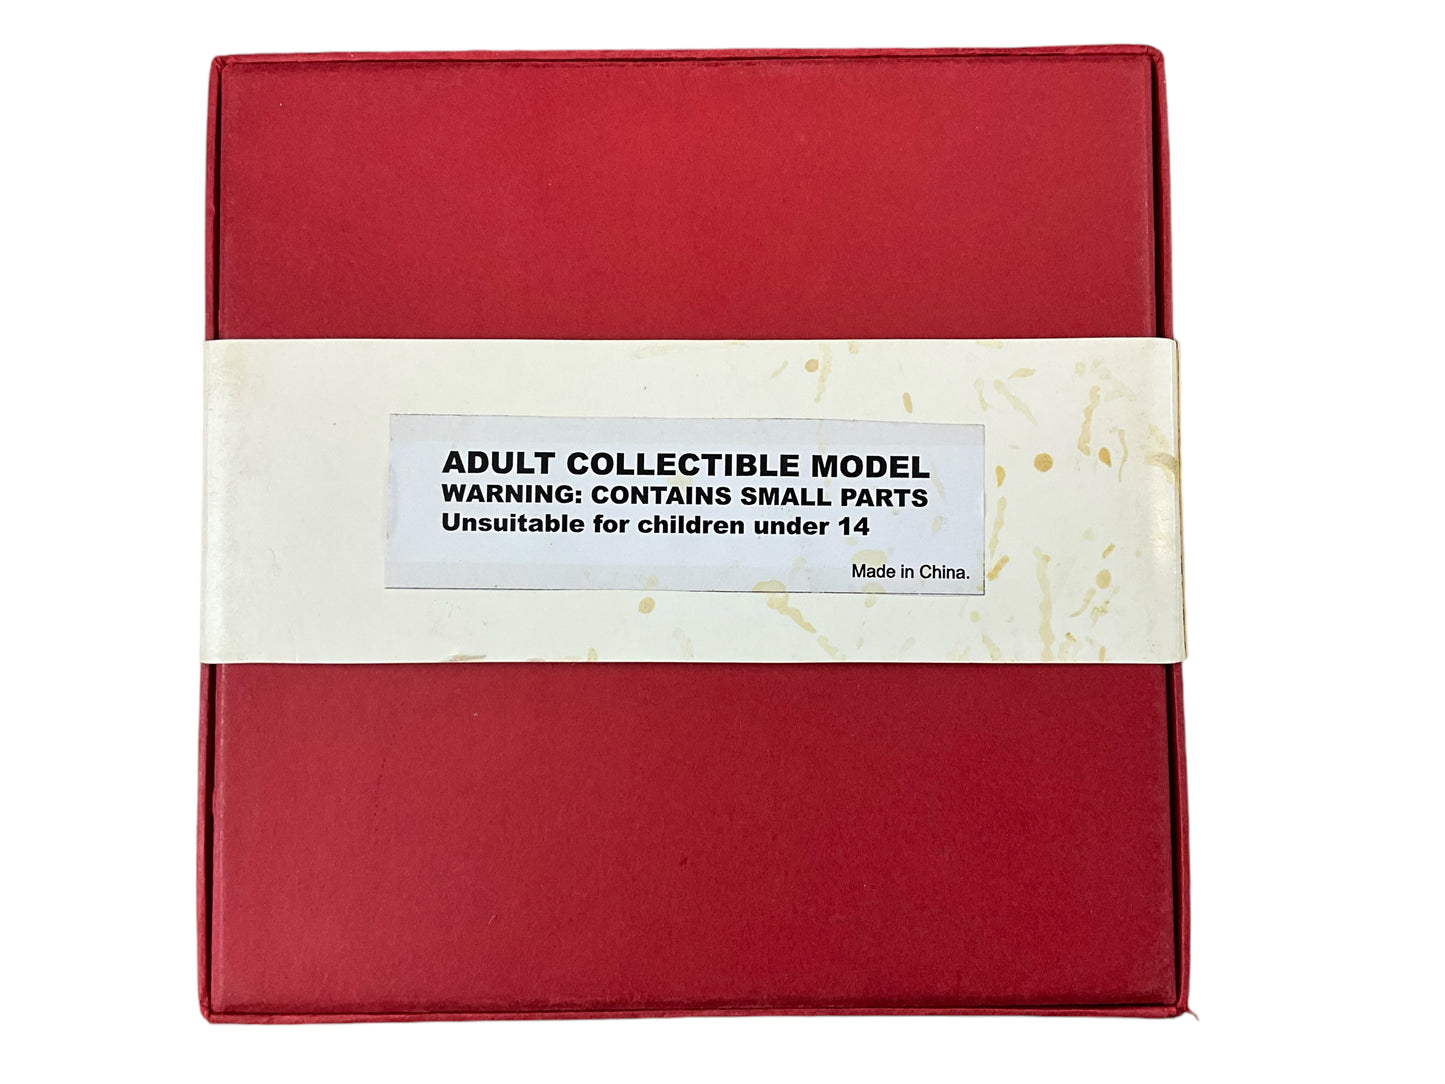 ADULT COLLECTIBLE MODEL
WARNING: CONTAINS SMALL PARTS
Unsuitable for children under 14
Made in China.